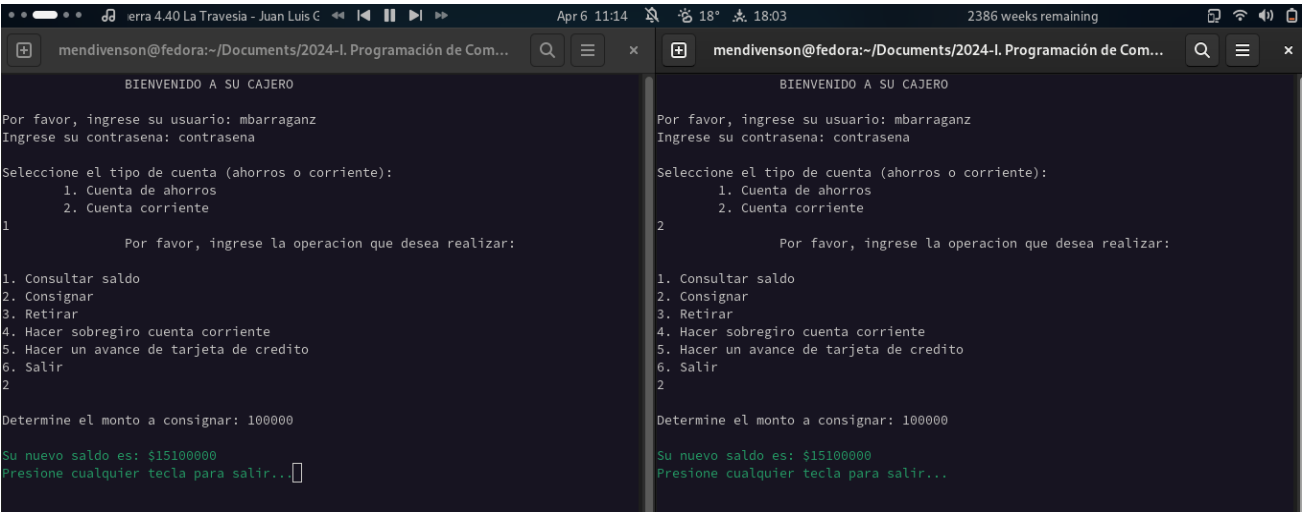 erra 4.40 La Travesia - Juan Luis G
Apr 6 11:14
18°
18:03
2386 weeks remaining
mendivenson@fedora:~/Documents/2024-I. Programación de Com...
BIENVENIDO A SU CAJERO
Por favor, ingrese su usuario: mbarraganz
Ingrese su contrasena: contrasena
Seleccione el tipo de cuenta (ahorros o corriente):
1. Cuenta de ahorros
2. Cuenta corriente
1
Por favor, ingrese la operacion que desea realizar:
1. Consultar saldo
2. Consignar
3. Retirar
4. Hacer sobregiro cuenta corriente
5. Hacer un avance de tarjeta de credito
6. Salir
2
Determine el monto a consignar: 100000
Su nuevo saldo es: $15100000
Presione cualquier tecla para salir...
mendivenson@fedora:~/Documents/2024-I. Programación de Com...
BIENVENIDO A SU CAJERO
Por favor, ingrese su usuario: mbarraganz
Ingrese su contrasena: contrasena
Seleccione el tipo de cuenta (ahorros o corriente):
1. Cuenta de ahorros
2. Cuenta corriente
2
Por favor, ingrese la operacion que desea realizar:
1. Consultar saldo
2. Consignar
3. Retirar
4. Hacer sobregiro cuenta corriente
5. Hacer un avance de tarjeta de credito
6. Salir
2
Determine el monto a consignar: 100000
Su nuevo saldo es: $15100000
Presione cualquier tecla para salir...